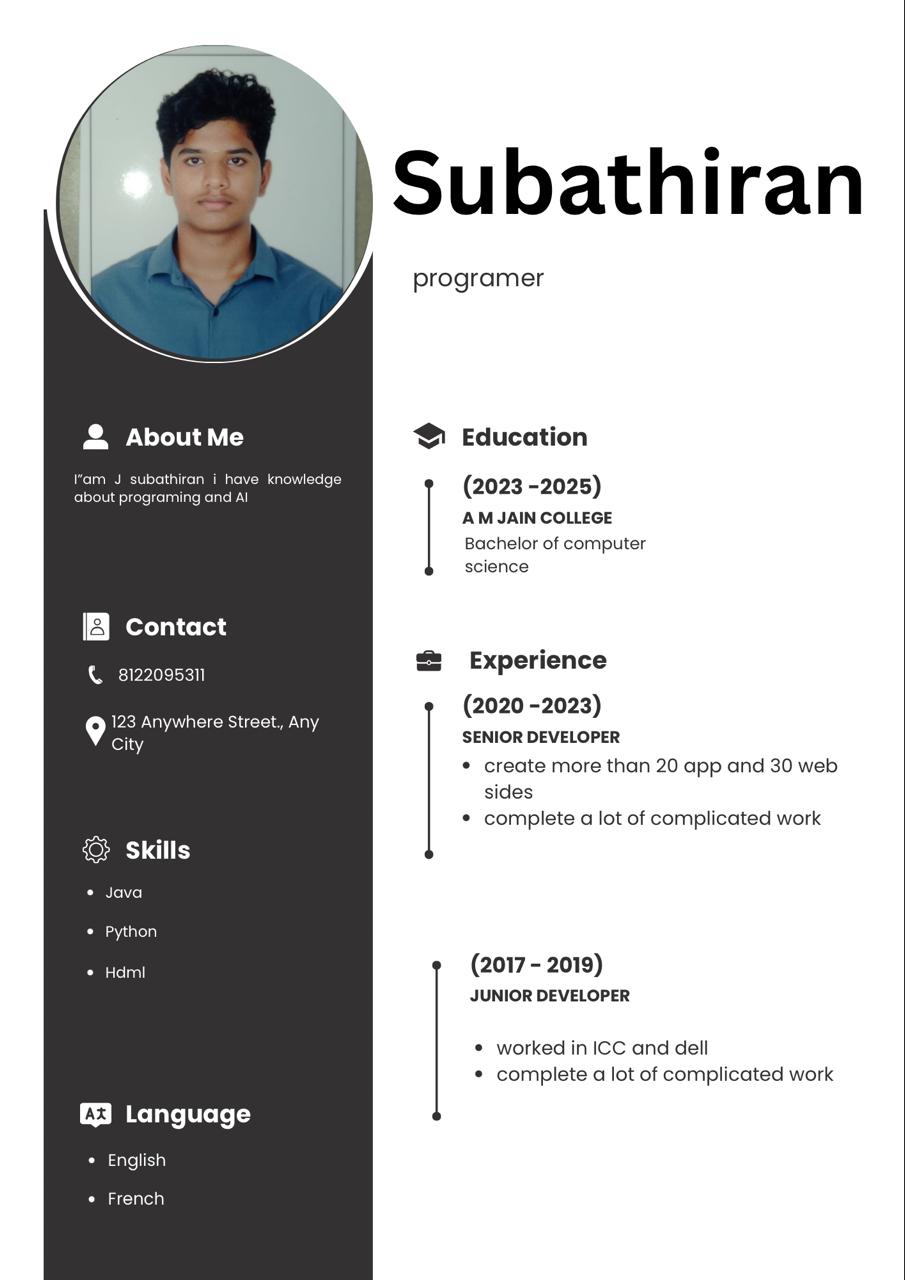 Subathiran
programer
About Me
I”am J subathiran i have knowledge
about programing and AI
Contact
8122095311
123 Anywhere Street., Any
City
Skills
Java
Python
Hdml
Language
English
French
Education
(2023 –2025)
A M JAIN COLLEGE
Bachelor of computer
science
Experience
(2020 –2023)
SENIOR DEVELOPER
create more than 20 app and 30 web
sides
complete a lot of complicated work
(2017 – 2019)
JUNIOR DEVELOPER
worked in ICC and dell
complete a lot of complicated work